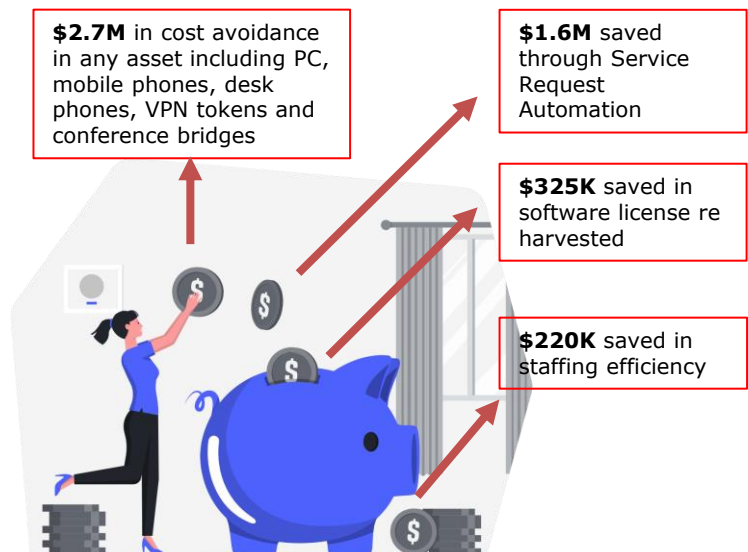 $2.7M in cost avoidance
in any asset including PC,
mobile phones, desk
phones, VPN tokens and
conference bridges
$1.6M saved
through Service
Request
Automation
$325K saved in
software license re
harvested
$220K saved in
staffing efficiency
$
$
$
$